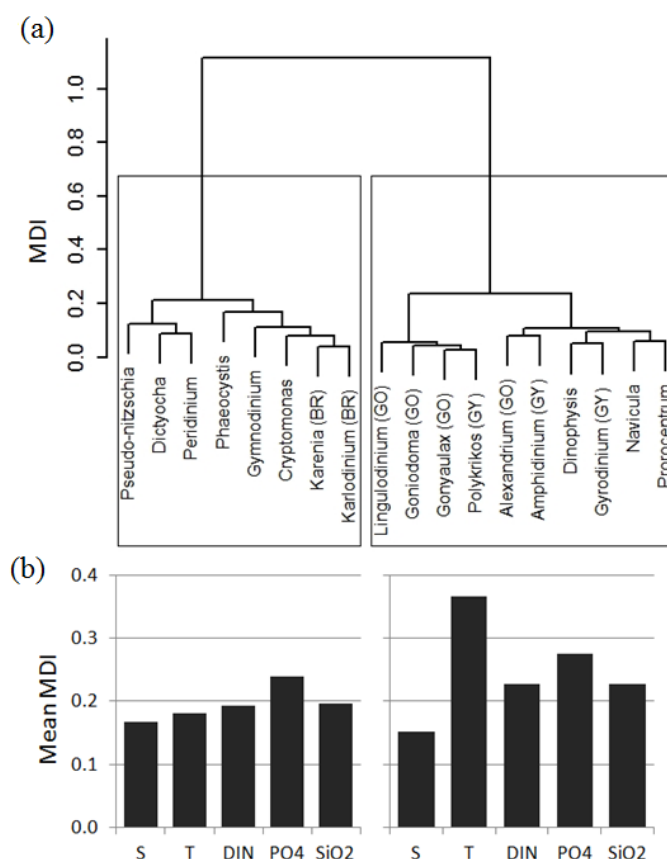 (a)
MDI
0.0 0.2 0.4 0.6 0.8 1.0
Pseudo-nitzschia
Dictyocha
Peridinium
Phaeocystis
Gymnodinium
Cryptomonas
Karenia (BR)
Karlodinium (BR)
Lingulodinium (GO)
Goniodoma (GO)
Gonyaulax (GO)
Polykrikos (GY)
Alexandrium (GO)
Amphidinium (GY)
Dinophysis
Gyrodinium (GY)
Navicula
Prorocentrum
(b)
Mean MDI
0.4
0.3
0.2
0.1
0.0
S T DIN PO4 SiO2
S T DIN PO4 SiO2